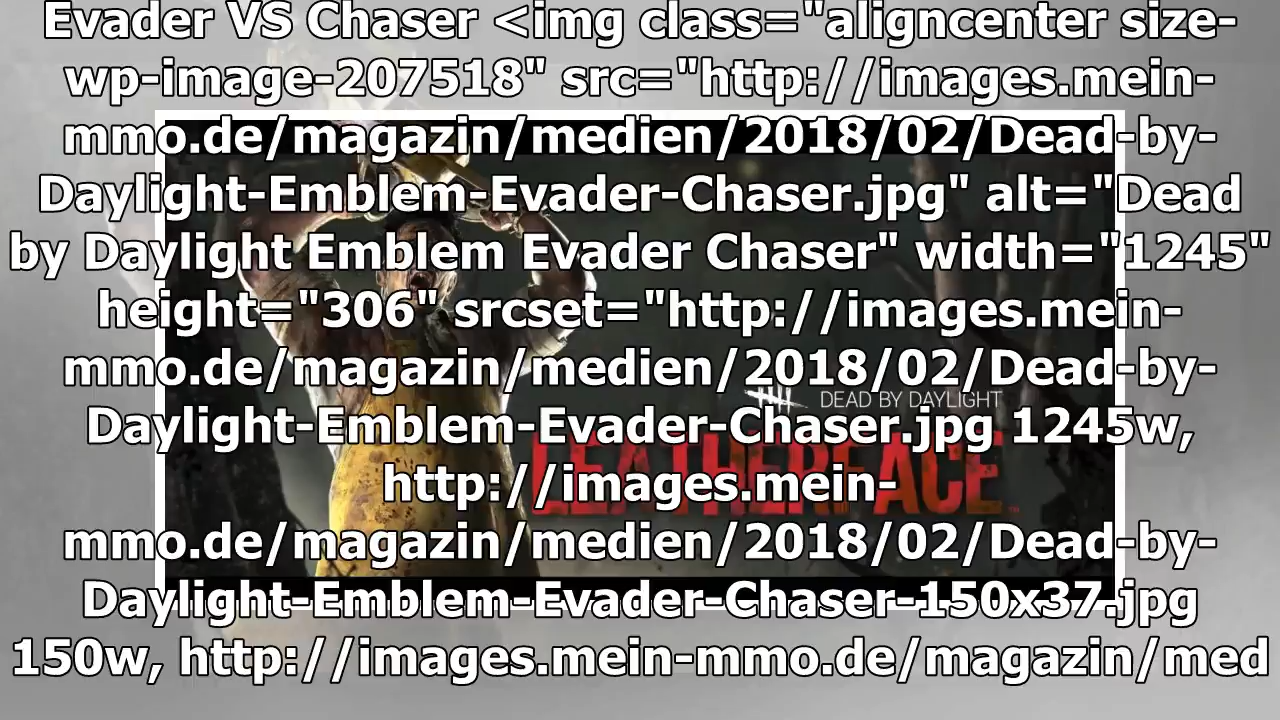 Evader VS Chaser <img class="aligncenter size-
wp-image-207518" src="http://images.mein-
mmo.de/magazin/medien/2018/02/Dead-by-
Daylight-Emblem-Evader-Chaser.jpg" alt="Dead
by Daylight Emblem Evader Chaser" width="1245"
height="306" srcset="http://images.mein-
mmo.de/magazin/medien/2018/02/Dead-by-
DEAD BY DAYLIGHT
Daylight-Emblem-Evader-Chaser.jpg 1245w,
LEATHERFACE
http://images.mein-
mmo.de/magazin/medien/2018/02/Dead-by-
Daylight-Emblem-Evader-Chaser-150x37.jpg
150w, http://images.mein-mmo.de/magazin/med